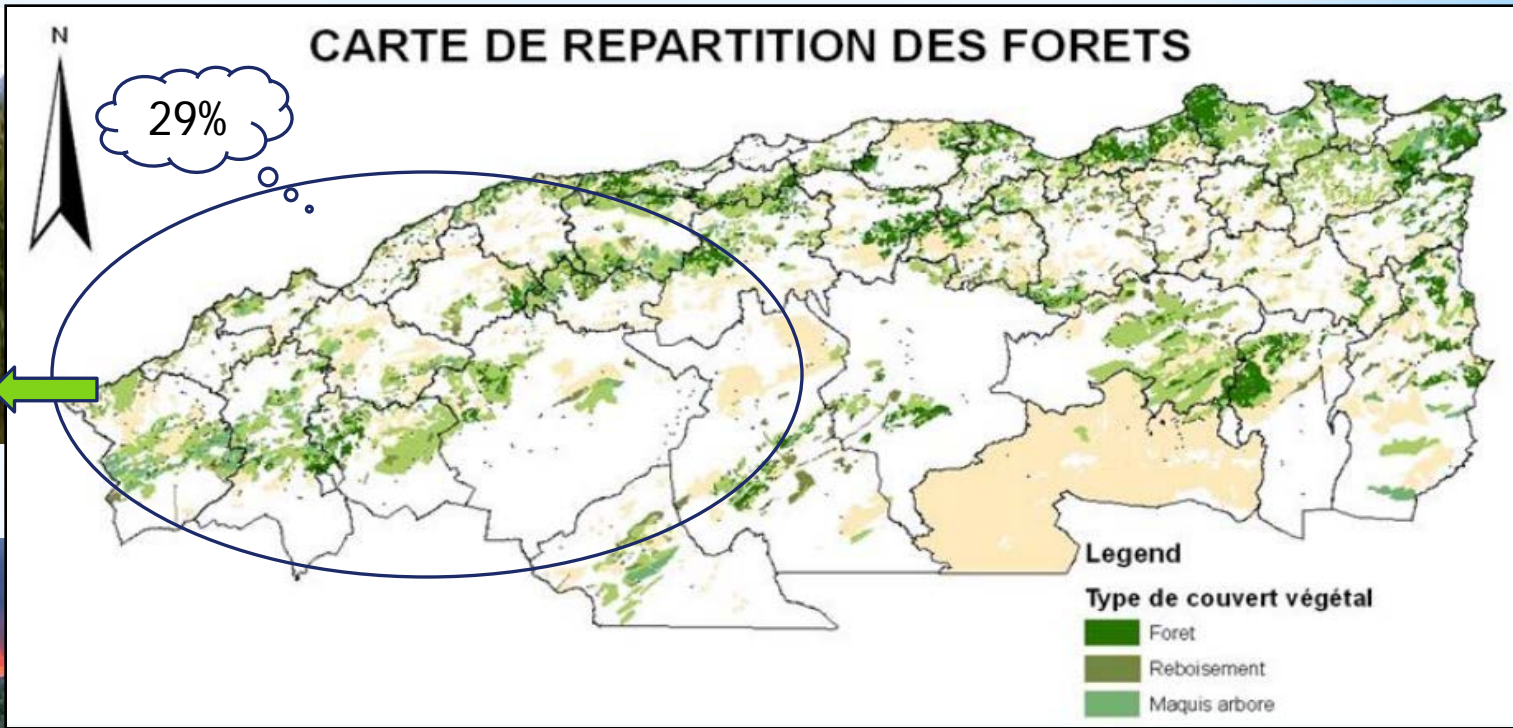 N
CARTE DE REPARTITION DES FORETS
29%
Legend
Type de couvert végétal
Foret
Reboisement
Maquis arbore